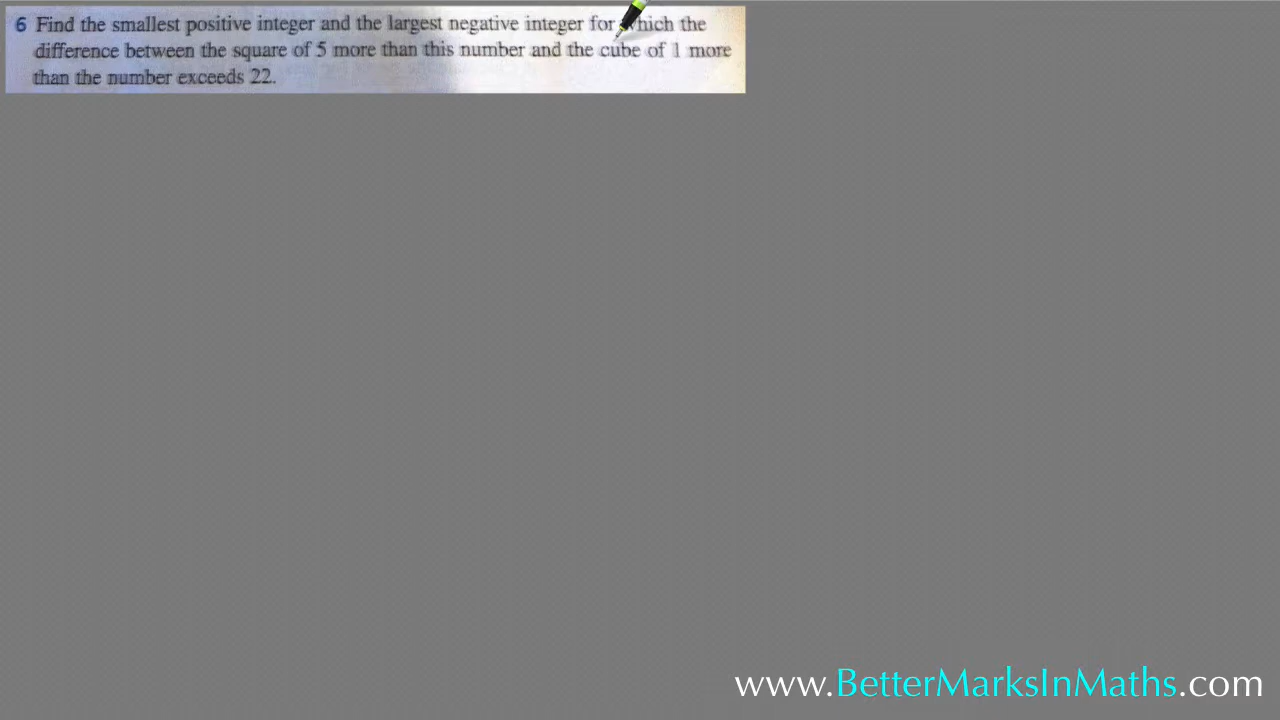 6 Find the smallest positive integer and the largest negative integer for which the
difference between the square of 5 more than this number and the cube of 1 more
than the number exceeds 22.
www.BetterMarksInMaths.com